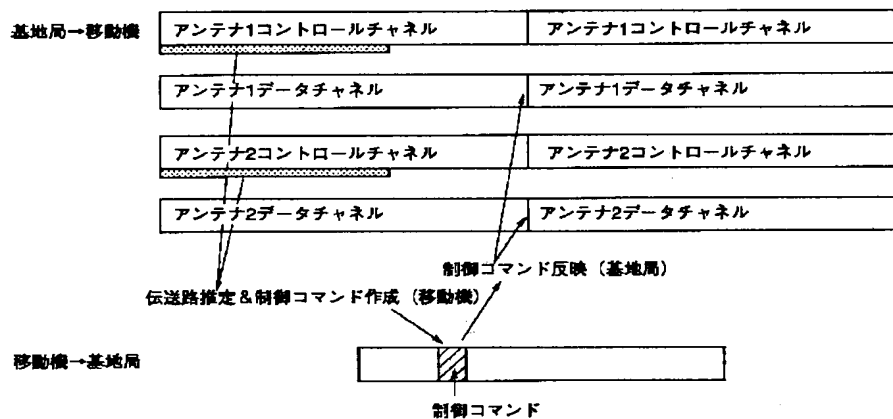 基地局→移動機
アンテナ1コントロールチャネル
アンテナ1コントロールチャネル
アンテナ1データチャネル
アンテナ1データチャネル
アンテナ2コントロールチャネル
アンテナ2コントロールチャネル
アンテナ2データチャネル
アンテナ2データチャネル
制御コマンド反映（基地局）
伝送路推定＆制御コマンド作成（移動機）
移動機→基地局
制御コマンド